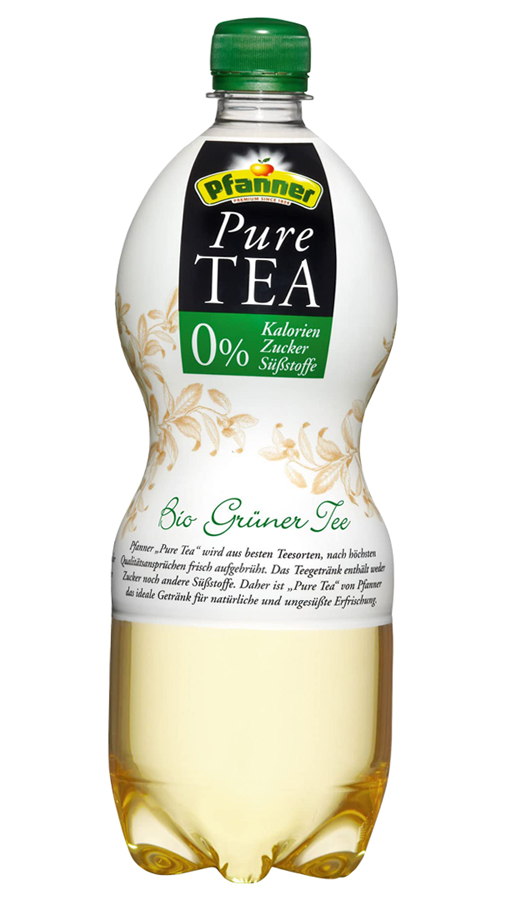 Pfanner
PREMIUM SINCE 1856
Pure
TEA
0%
Kalorien
Zucker
Süßstoffe
Bio Grüner Tee
Pfanner „Pure Tea“ wird aus besten Teesorten, nach höchsten
Qualitätsansprüchen frisch aufgebrüht. Das Teegetränk enthält weder
Zucker noch andere Süßstoffe. Daher ist „Pure Tea“ von Pfanner
das ideale Getränk für natürliche und ungesüßte Erfrischung.